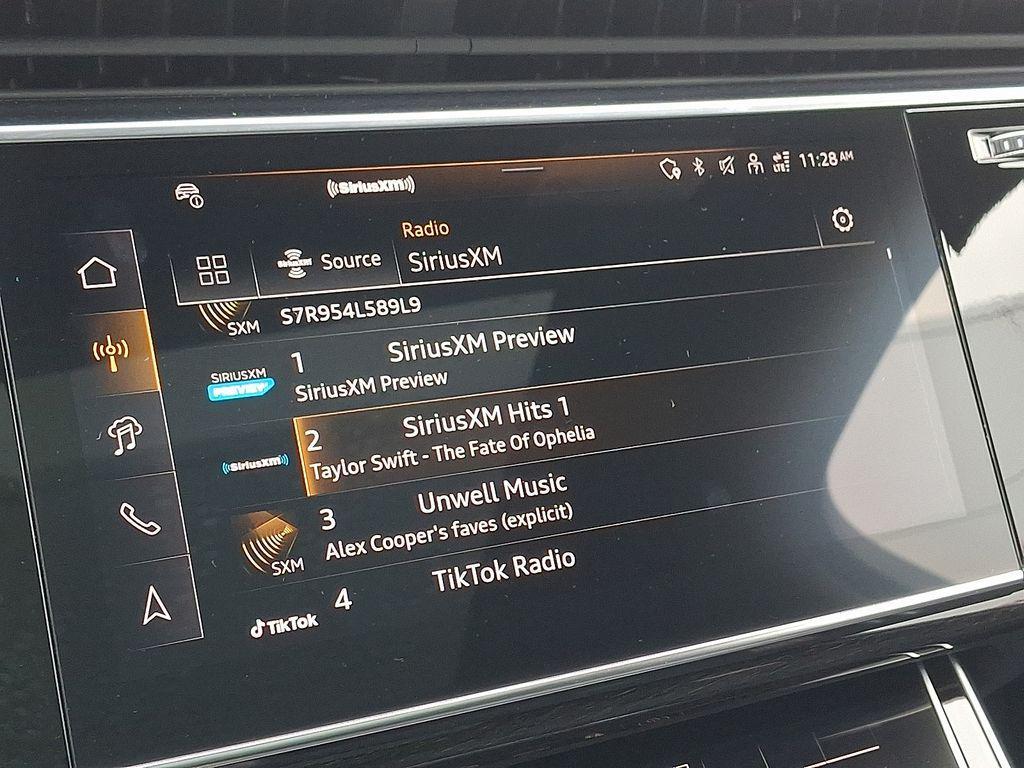 ((SiriusXM))
LTE 11:28 AM
Radio
SiriusXM Source SiriusXM
SXM S7R954L589L9
SIRIUSXM PREVIEW 1 SiriusXM Preview
SiriusXM Preview
2 SiriusXM Hits 1
((SiriusXM)) Taylor Swift - The Fate Of Ophelia
3 Unwell Music
SXM Alex Cooper's faves (explicit)
TikTok 4 TikTok Radio